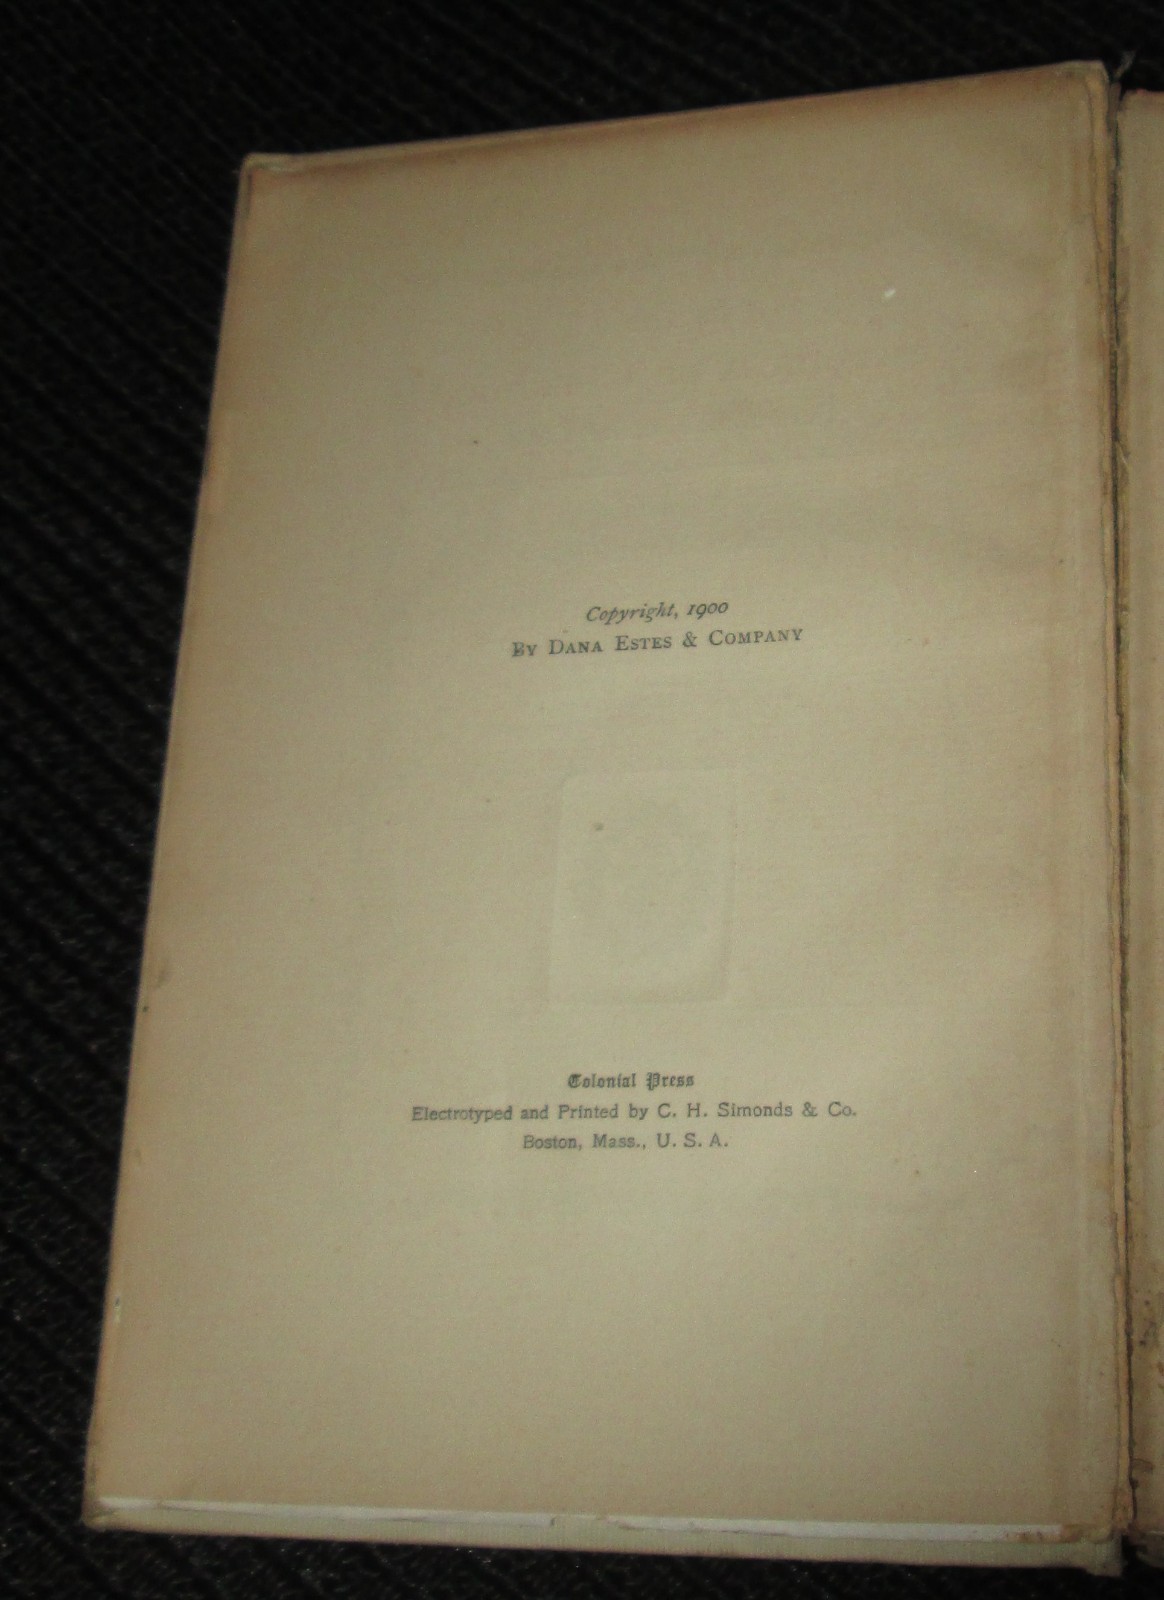 Copyright, 1900
BY DANA ESTES & COMPANY
Colonial Press
Electrotyped and Printed by C. H. Simonds & Co.
Boston, Mass., U. S. A.